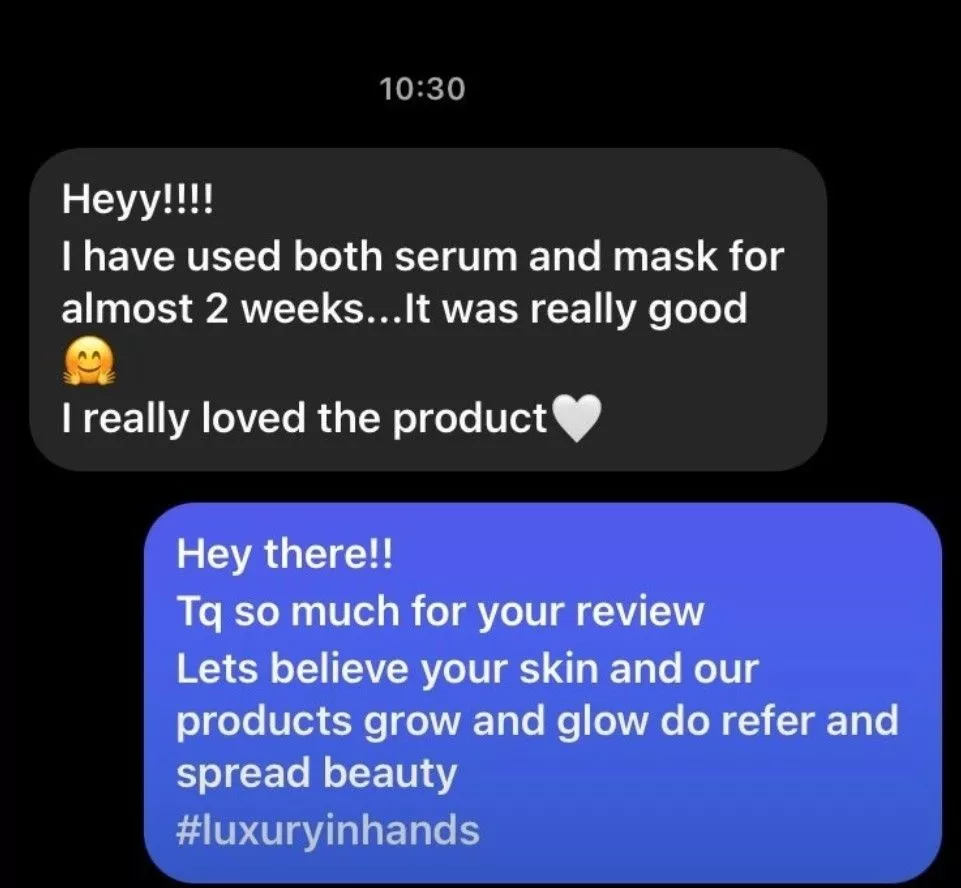 10:30
Heyy!!!!
I have used both serum and mask for
almost 2 weeks...It was really good
🤗
I really loved the product🤍
Hey there!!
Tq so much for your review
Lets believe your skin and our
products grow and glow do refer and
spread beauty
#luxuryinhands